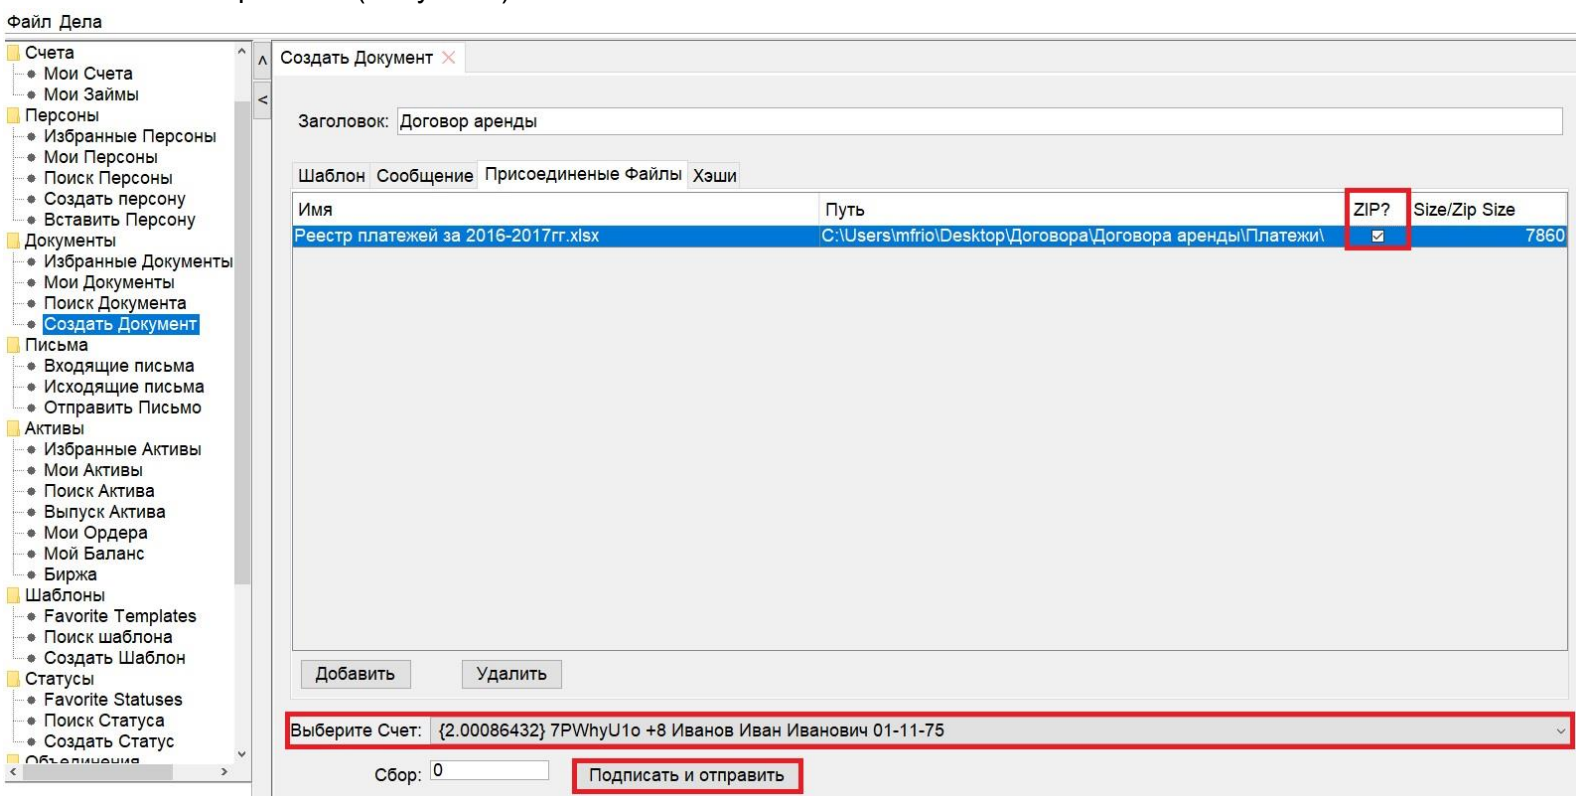 Файл Дела
Счета
Мои Счета
Мои Займы
Персоны
Избранные Персоны
Мои Персоны
Поиск Персоны
Создать персону
Вставить Персону
Документы
Избранные Документы
Мои Документы
Поиск Документа
Создать Документ
Письма
Входящие письма
Исходящие письма
Отправить Письмо
Активы
Избранные Активы
Мои Активы
Поиск Актива
Выпуск Актива
Мои Ордера
Мой Баланс
Биржа
Шаблоны
Favorite Templates
Поиск шаблона
Создать Шаблон
Статусы
Favorite Statuses
Поиск Статуса
Создать Статус
Объединения
Создать Документ
Заголовок: Договор аренды
Шаблон Сообщение Присоединеные Файлы Хэши
Имя Путь ZIP? Size/Zip Size
Реестр платежей за 2016-2017гг.xlsx C:\Users\mfrio\Desktop\Договора\Договора аренды\Платежи\ 7860
Добавить Удалить
Выберите Счет: {2.00086432} 7PWhyU1o +8 Иванов Иван Иванович 01-11-75
Сбор: 0 Подписать и отправить